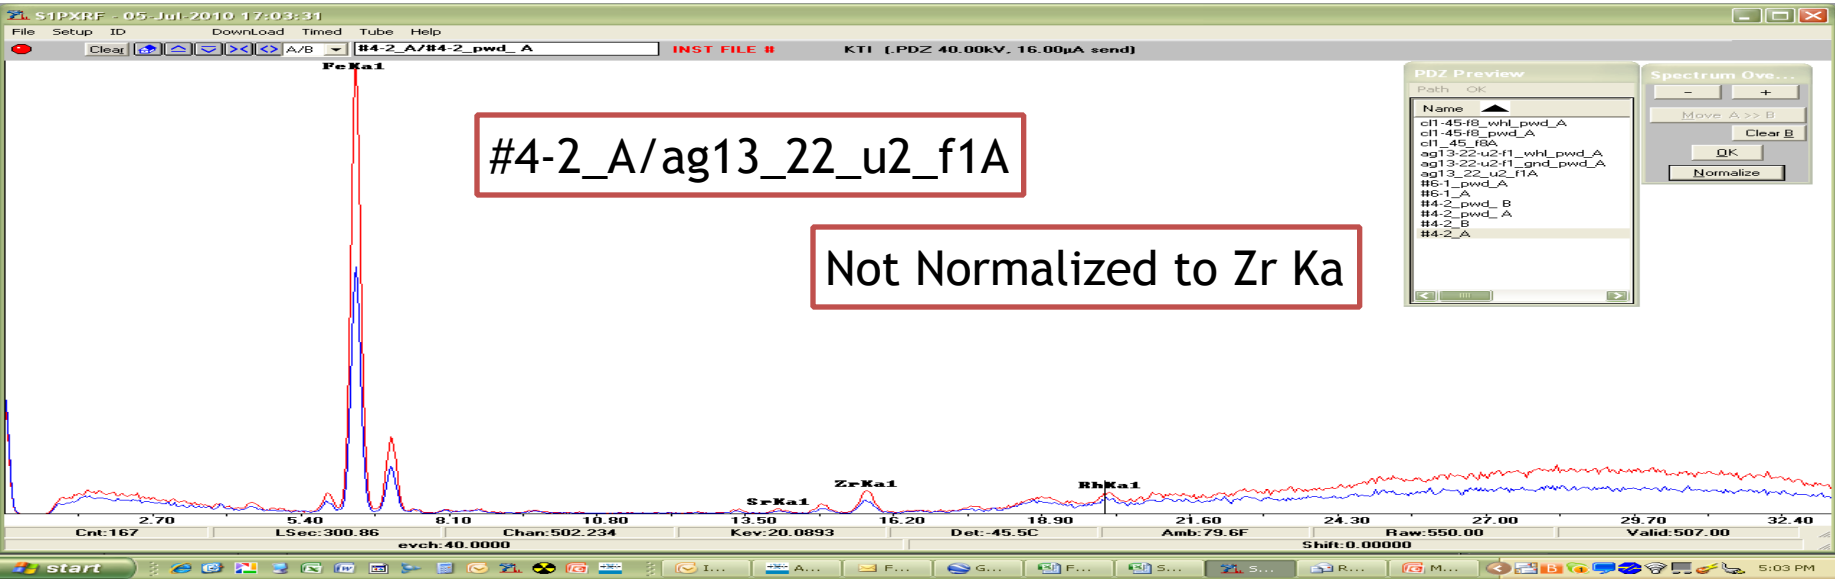 S1PXRF - 05-Jul-2010 17:03:31
File Setup ID DownLoad Timed Tube Help
Clear A/B #4-2_A/#4-2_pwd_ A INST FILE # KTI (.PDZ 40.00kV, 16.00µA send)
FeKa1
#4-2_A/ag13_22_u2_f1A
Not Normalized to Zr Ka
PDZ Preview
Path OK
Name
cl1-45-f8_whl_pwd_A
cl1-45-f8_pwd_A
cl1_45_f8A
ag13-22-u2-f1_whl_pwd_A
ag13-22-u2-f1_gnd_pwd_A
ag13_22_u2_f1A
#6-1_pwd_A
#6-1_A
#4-2_pwd_ B
#4-2_pwd_ A
#4-2_B
#4-2_A
Spectrum Ove...
- +
Move A >> B
Clear B
OK
Normalize
ZrKa1
RhKa1
SrKa1
2.70 5.40 8.10 10.80 13.50 16.20 18.90 21.60 24.30 27.00 29.70 32.40
Cnt:167 LSec:300.86 Chan:502.234 Kev:20.0893 Det:-45.5C Amb:79.6F Raw:550.00 Valid:507.00
evch:40.0000 Shift:0.00000
start I... A... F... G... F... S... S... R... M... 5:03 PM